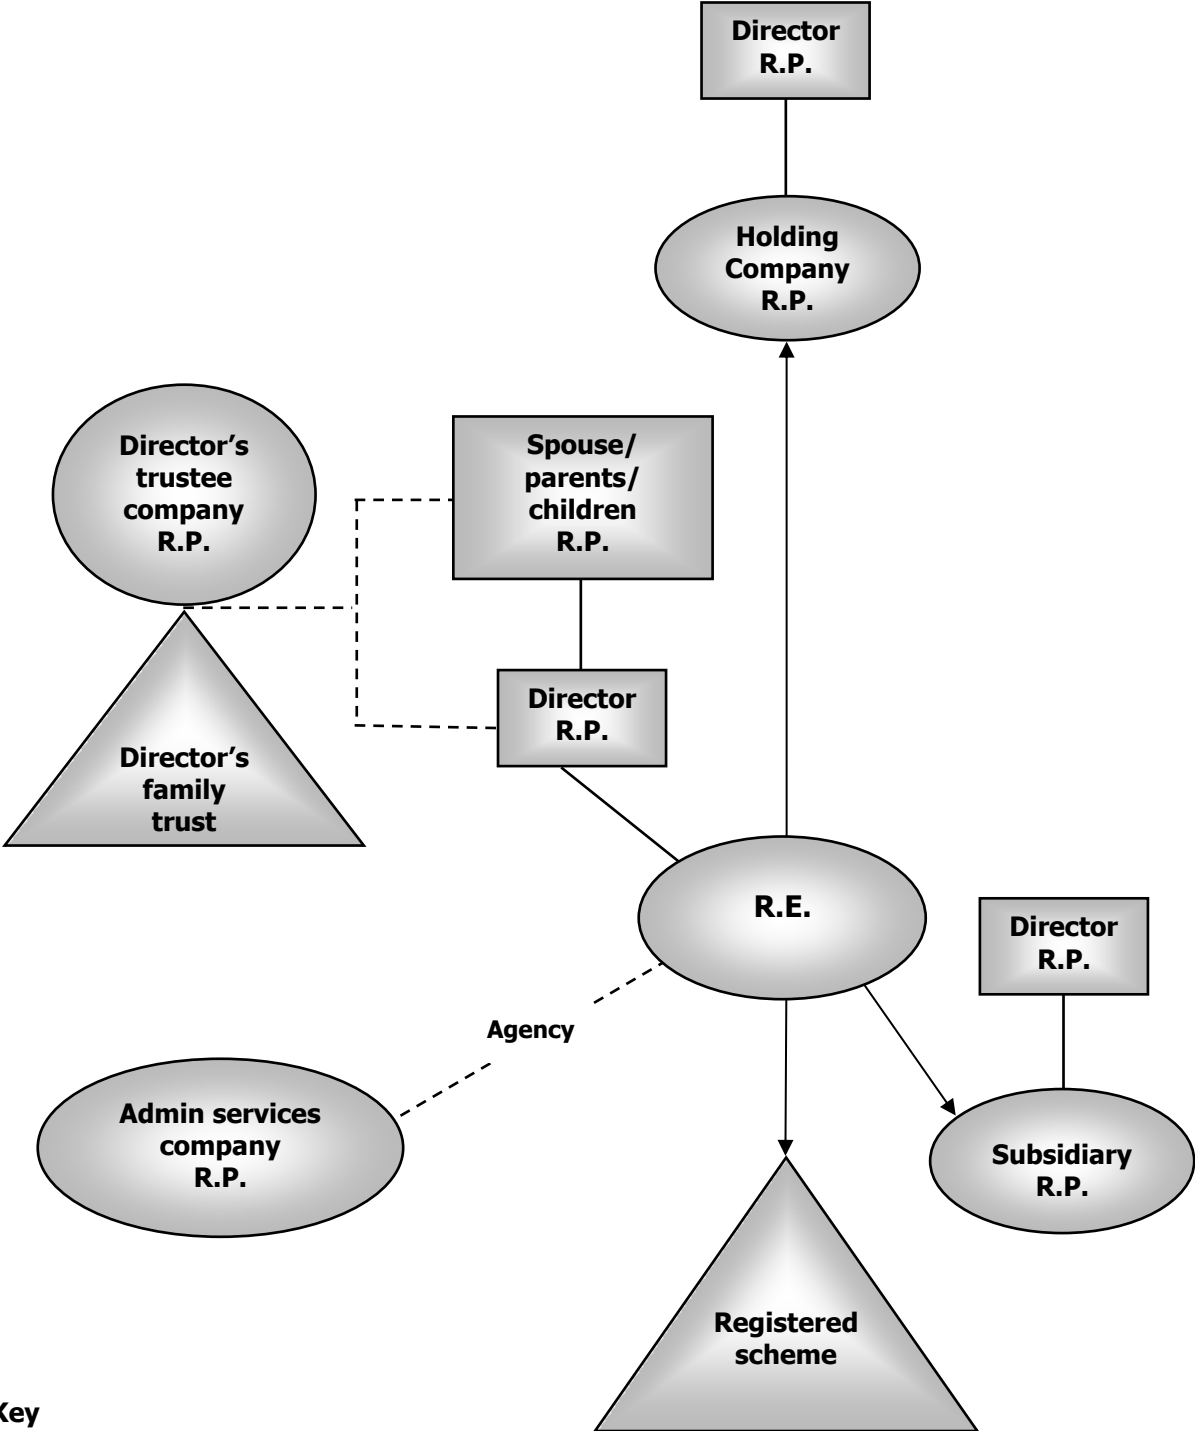 Director
R.P.
Holding
Company
R.P.
Director’s
trustee
company
R.P.
Spouse/
parents/
children
R.P.
Director
R.P.
Director’s
family
trust
R.E.
Director
R.P.
Agency
Admin services
company
R.P.
Subsidiary
R.P.
Registered
scheme
Key